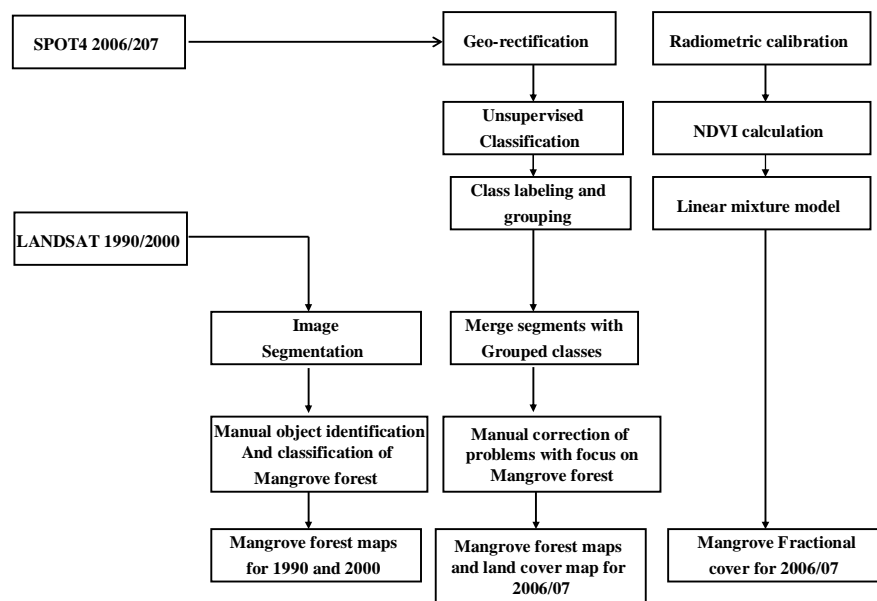 SPOT4 2006/207
Geo-rectification
Radiometric calibration
Unsupervised
Classification
NDVI calculation
Class labeling and
grouping
Linear mixture model
LANDSAT 1990/2000
Image
Segmentation
Merge segments with
Grouped classes
Manual object identification
And classification of
Mangrove forest
Manual correction of
problems with focus on
Mangrove forest
Mangrove forest maps
for 1990 and 2000
Mangrove forest maps
and land cover map for
2006/07
Mangrove Fractional
cover for 2006/07